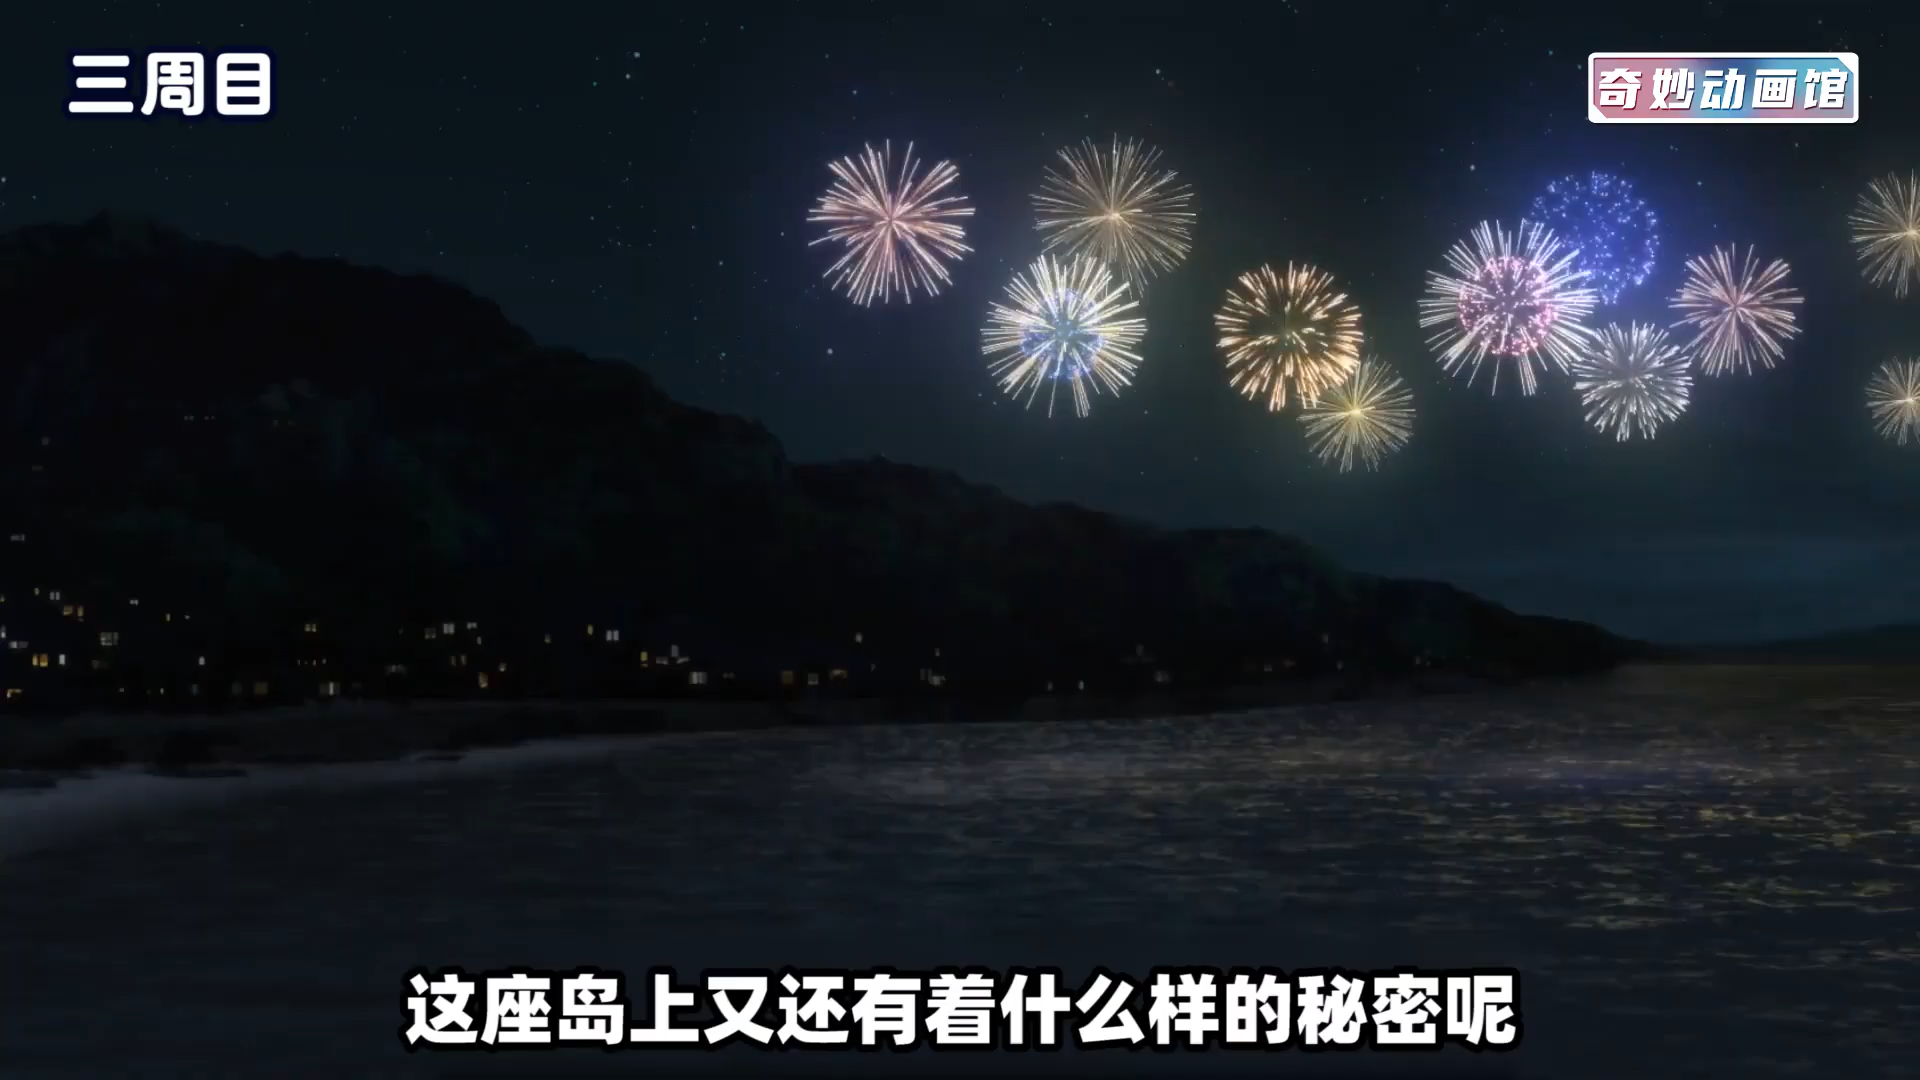 三周目
奇妙动画馆
这座岛上又还有着什么样的秘密呢